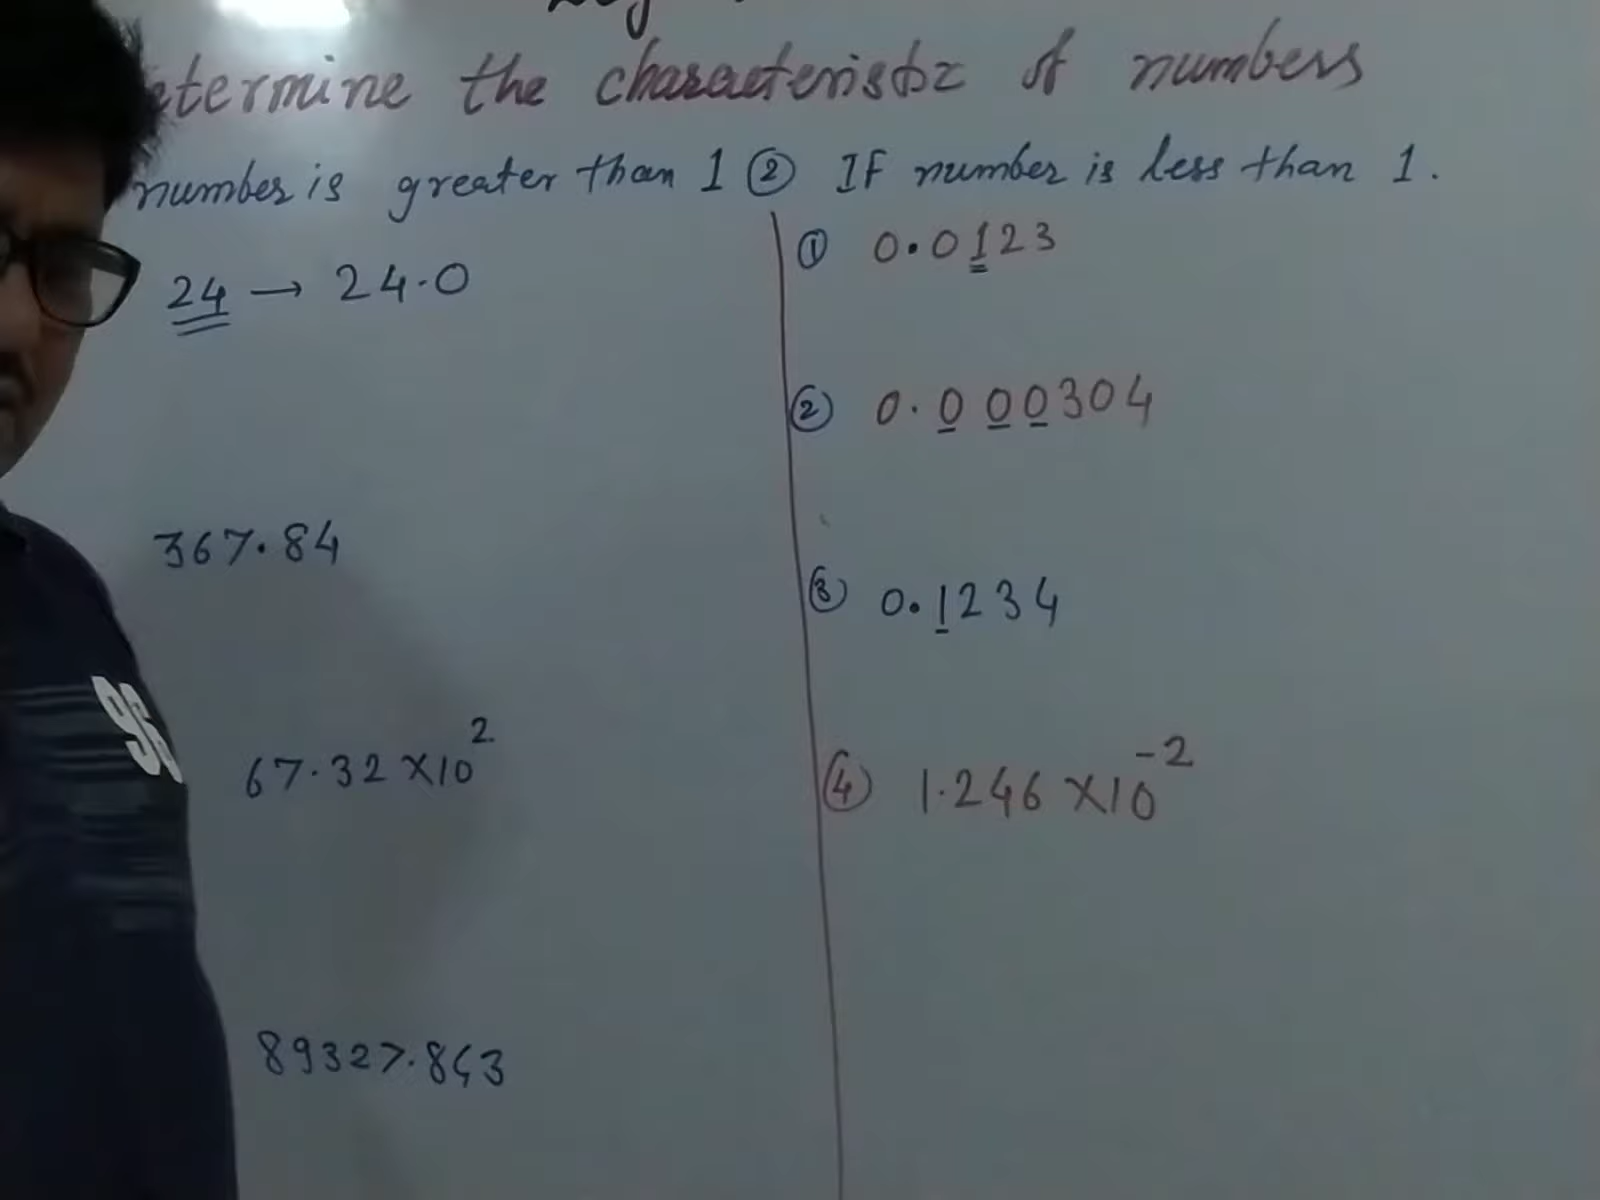 etermine the characteristic of numbers
number is greater than 1 ② If number is less than 1.
24 → 24.0
367.84
67.32 × 10²
89327.843
① 0.0123
② 0.000304
③ 0.1234
④ 1.246 × 10⁻²